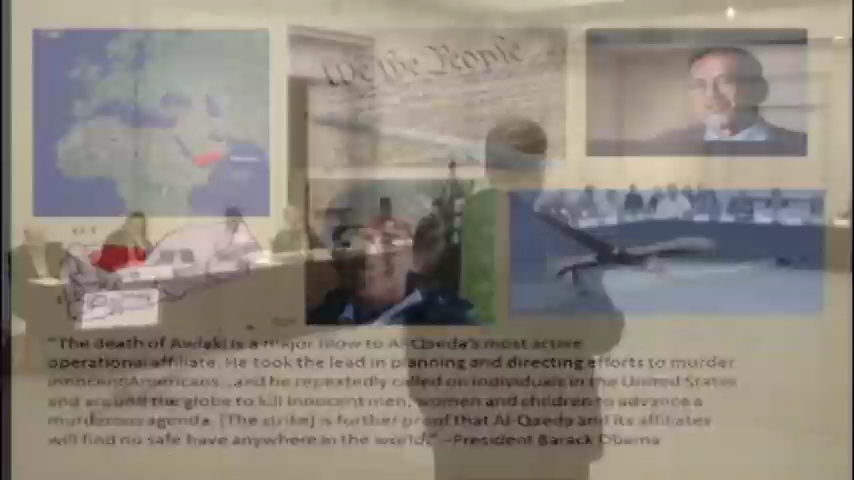 We the People
"The death of Awlaki is a major blow to Al-Qaeda's most active
operational affiliate. He took the lead in planning and directing efforts to murder
innocent Americans...and he repeatedly called on individuals in the United States
and around the globe to kill innocent men, women and children to advance a
murderous agenda. [The strike] is further proof that Al-Qaeda and its affiliates
will find no safe have anywhere in the world." -President Barack Obama